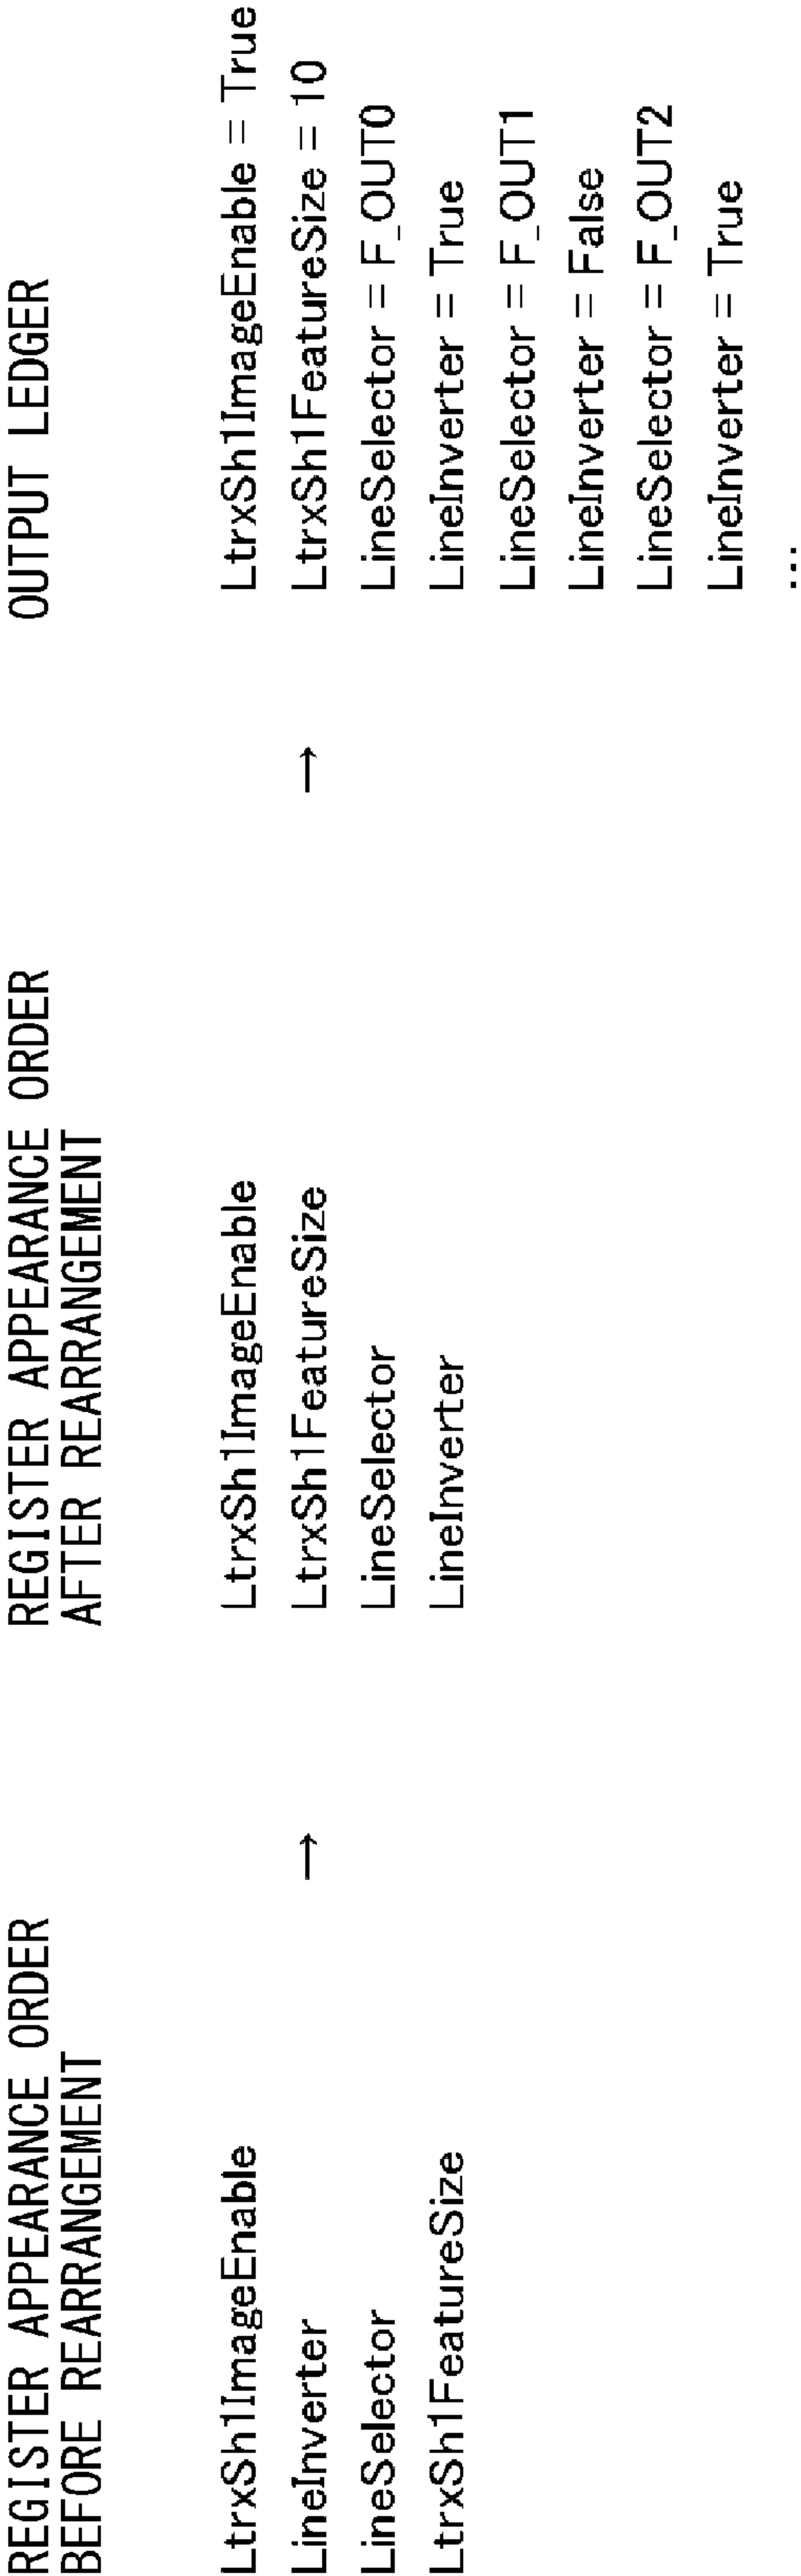 REGISTER APPEARANCE ORDER
BEFORE REARRANGEMENT
LtrxSh1ImageEnable
LineInverter
LineSelector
LtrxSh1FeatureSize
→
REGISTER APPEARANCE ORDER
AFTER REARRANGEMENT
LtrxSh1ImageEnable
LtrxSh1FeatureSize
LineSelector
LineInverter
→
OUTPUT LEDGER
LtrxSh1ImageEnable = True
LtrxSh1FeatureSize = 10
LineSelector = F_OUT0
LineInverter = True
LineSelector = F_OUT1
LineInverter = False
LineSelector = F_OUT2
LineInverter = True
...